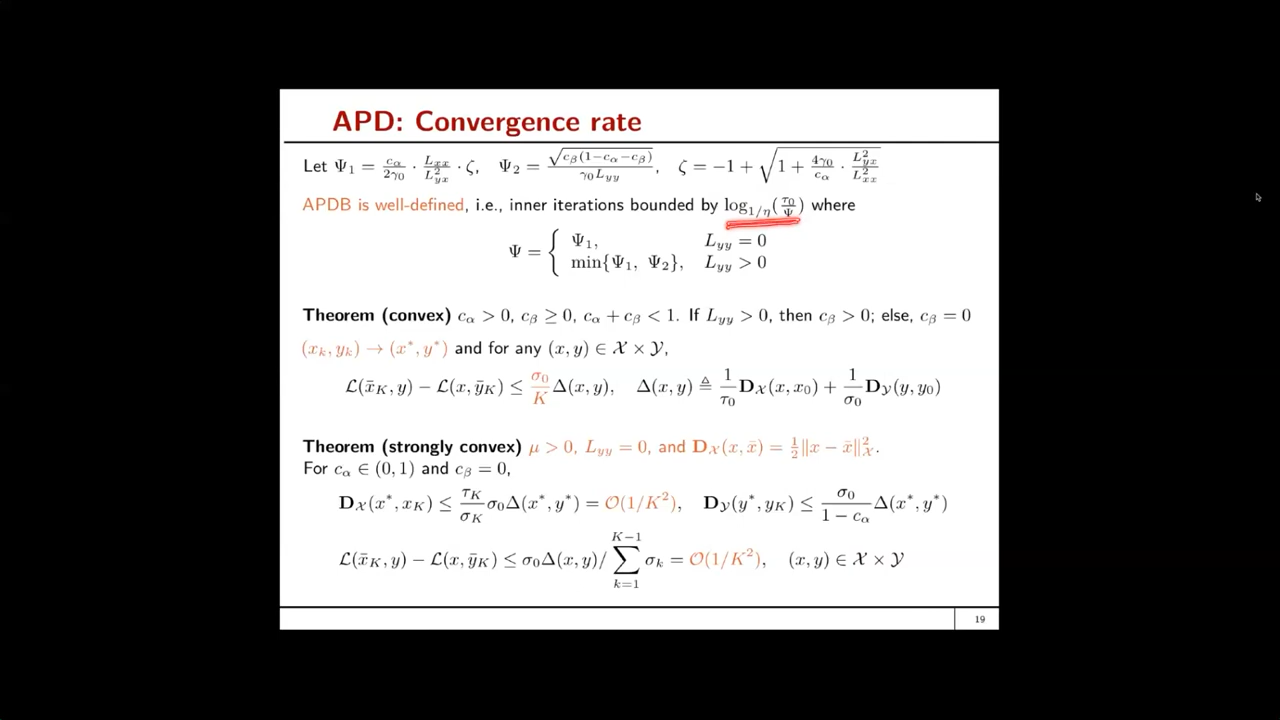 APD: Convergence rate
Let Ψ₁ = c_α/(2γ₀) · L_xx/L²_yx · ζ, Ψ₂ = √(c_β(1−c_α−c_β))/(γ₀L_yy), ζ = −1 + √(1 + (4γ₀/c_α) · L²_yx/L²_xx)
APDB is well-defined, i.e., inner iterations bounded by log_{1/η}(τ₀/Ψ) where
Ψ = { Ψ₁, L_yy = 0
min{Ψ₁, Ψ₂}, L_yy > 0
Theorem (convex) c_α > 0, c_β ≥ 0, c_α + c_β < 1. If L_yy > 0, then c_β > 0; else, c_β = 0
(x_k, y_k) → (x*, y*) and for any (x, y) ∈ 𝒳 × 𝒴,
ℒ(x̄_K, y) − ℒ(x, ȳ_K) ≤ (σ₀/K) Δ(x, y), Δ(x, y) ≜ (1/τ₀) D_𝒳(x, x₀) + (1/σ₀) D_𝒴(y, y₀)
Theorem (strongly convex) μ > 0, L_yy = 0, and D_𝒳(x, x̄) = ½‖x − x̄‖²_𝒳.
For c_α ∈ (0, 1) and c_β = 0,
D_𝒳(x*, x_K) ≤ (τ_K/σ_K) σ₀Δ(x*, y*) = 𝒪(1/K²), D_𝒴(y*, y_K) ≤ (σ₀/(1 − c_α)) Δ(x*, y*)
ℒ(x̄_K, y) − ℒ(x, ȳ_K) ≤ σ₀Δ(x, y)/ ∑_{k=1}^{K−1} σ_k = 𝒪(1/K²), (x, y) ∈ 𝒳 × 𝒴
19